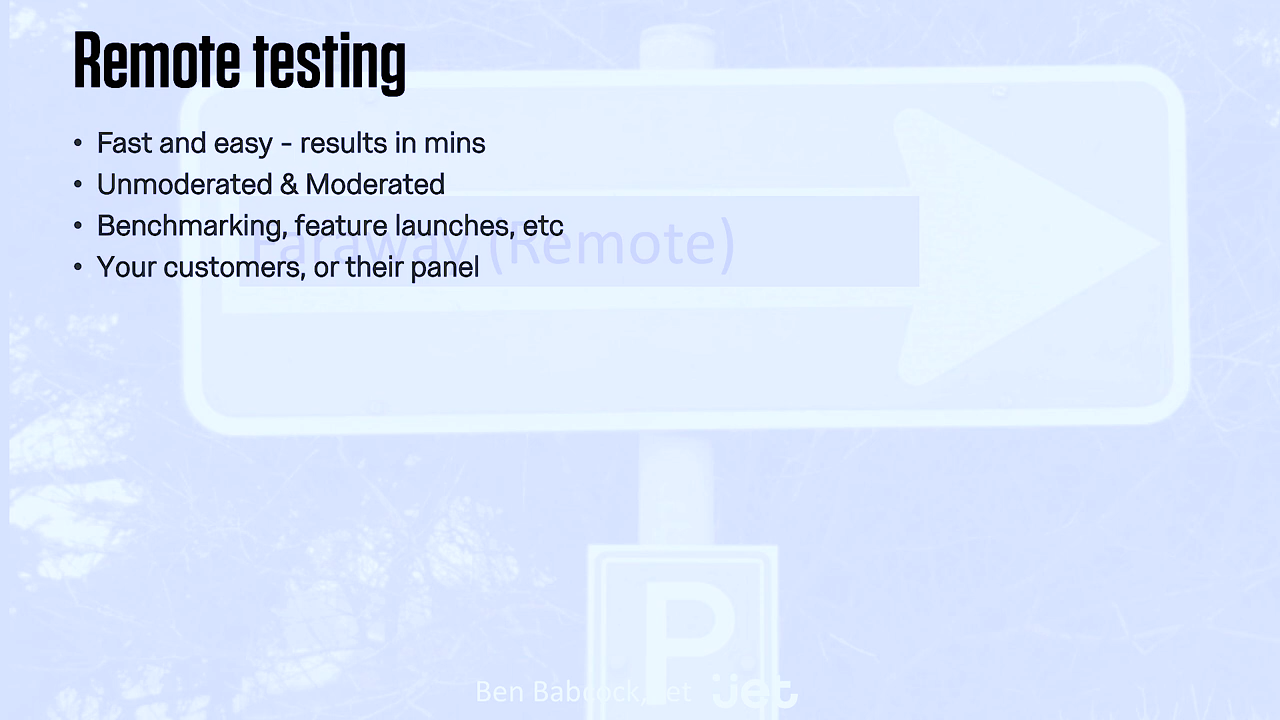 Remote testing
• Fast and easy - results in mins
• Unmoderated & Moderated
• Benchmarking, feature launches, etc
Faraway (Remote)
• Your customers, or their panel
P
Ben Babcock, Jet
jet